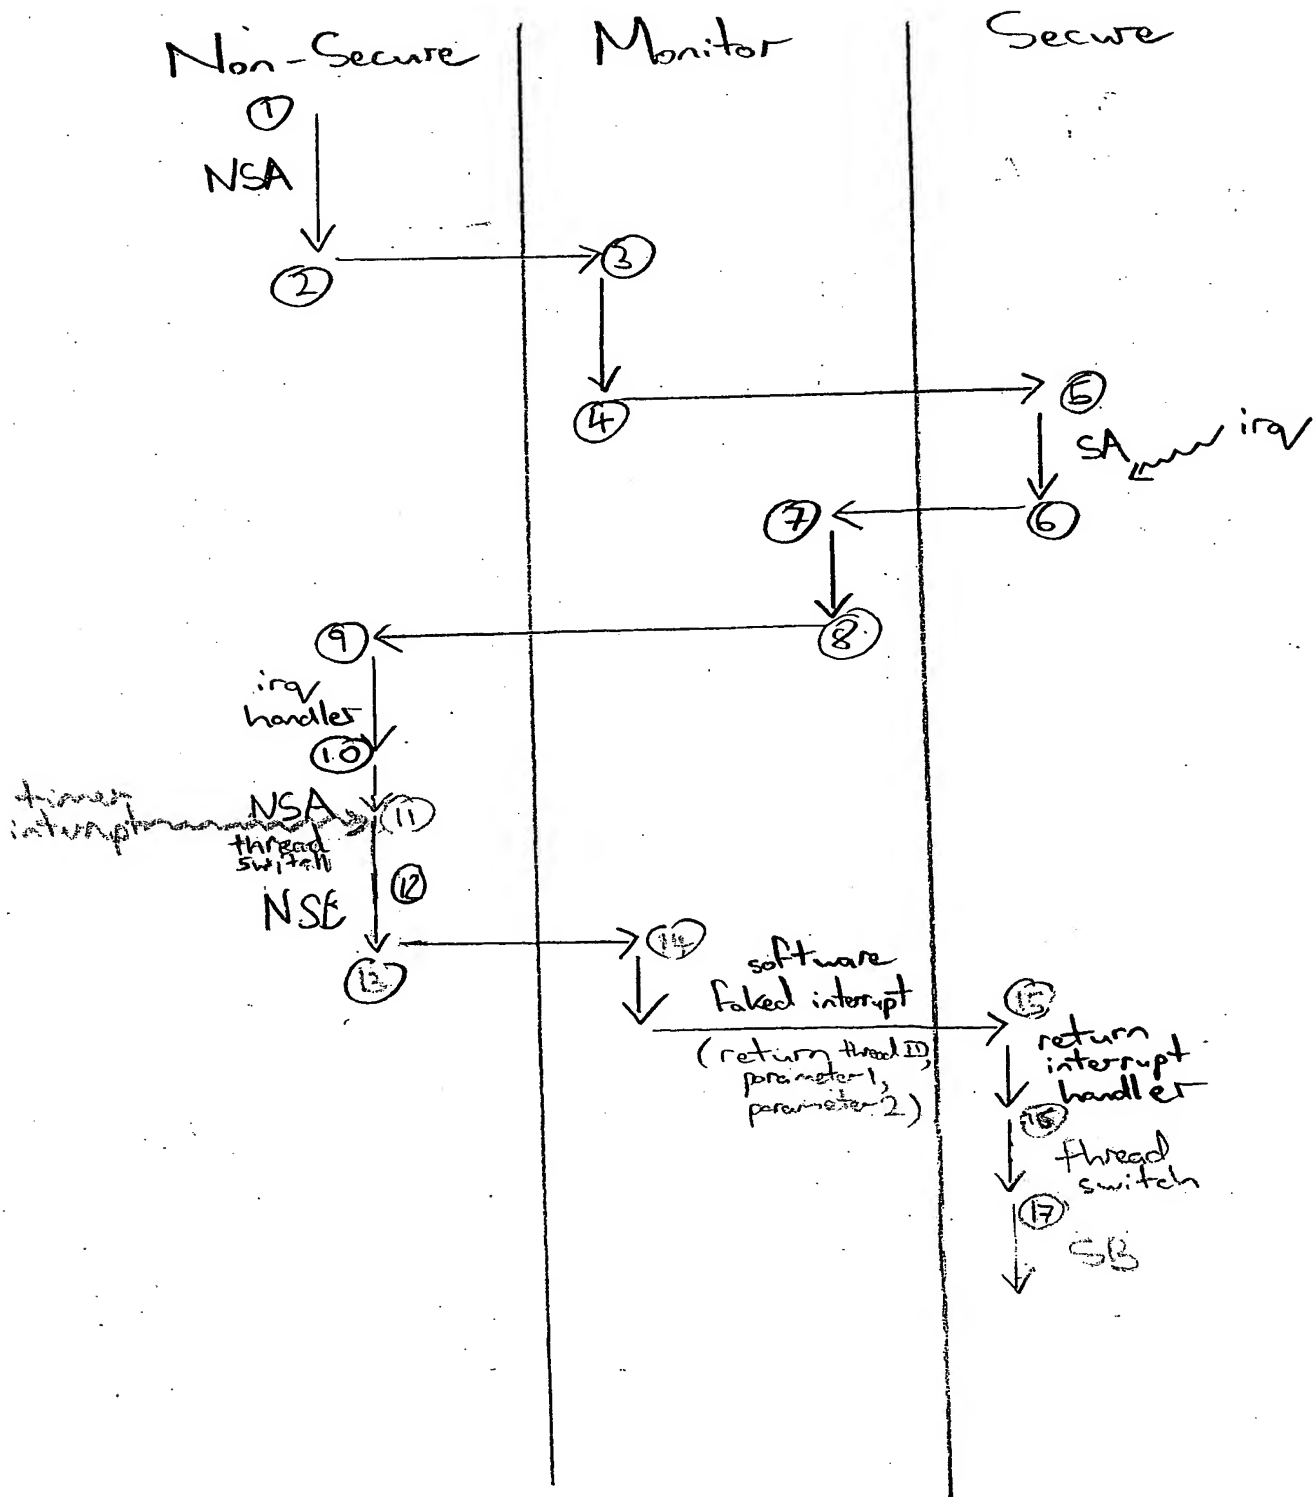 Non-Secure
Monitor
Secure
①
NSA
②
③
④
⑤
SA
irq
⑥
⑦
⑧
⑨
irq
handler
⑩
timer
interrupt
NSA
⑪
thread
switch
⑫
NSE
⑬
⑭
software
faked interrupt
(return thread ID,
parameter 1,
parameter 2)
⑮
return
interrupt
handler
⑯
thread
switch
⑰
SB